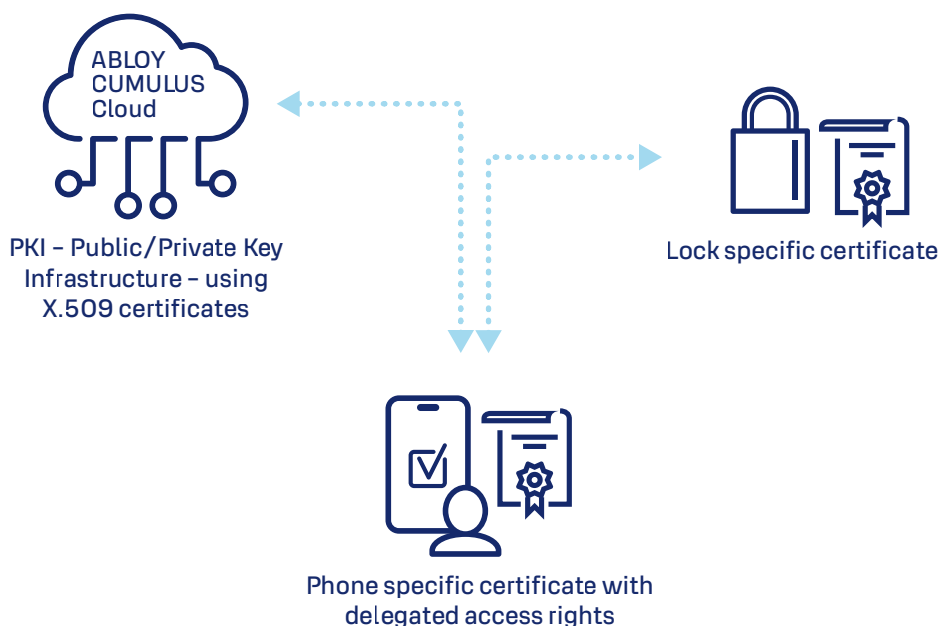 ABLOY
CUMULUS
Cloud
PKI – Public/Private Key
Infrastructure – using
X.509 certificates
Lock specific certificate
Phone specific certificate with
delegated access rights